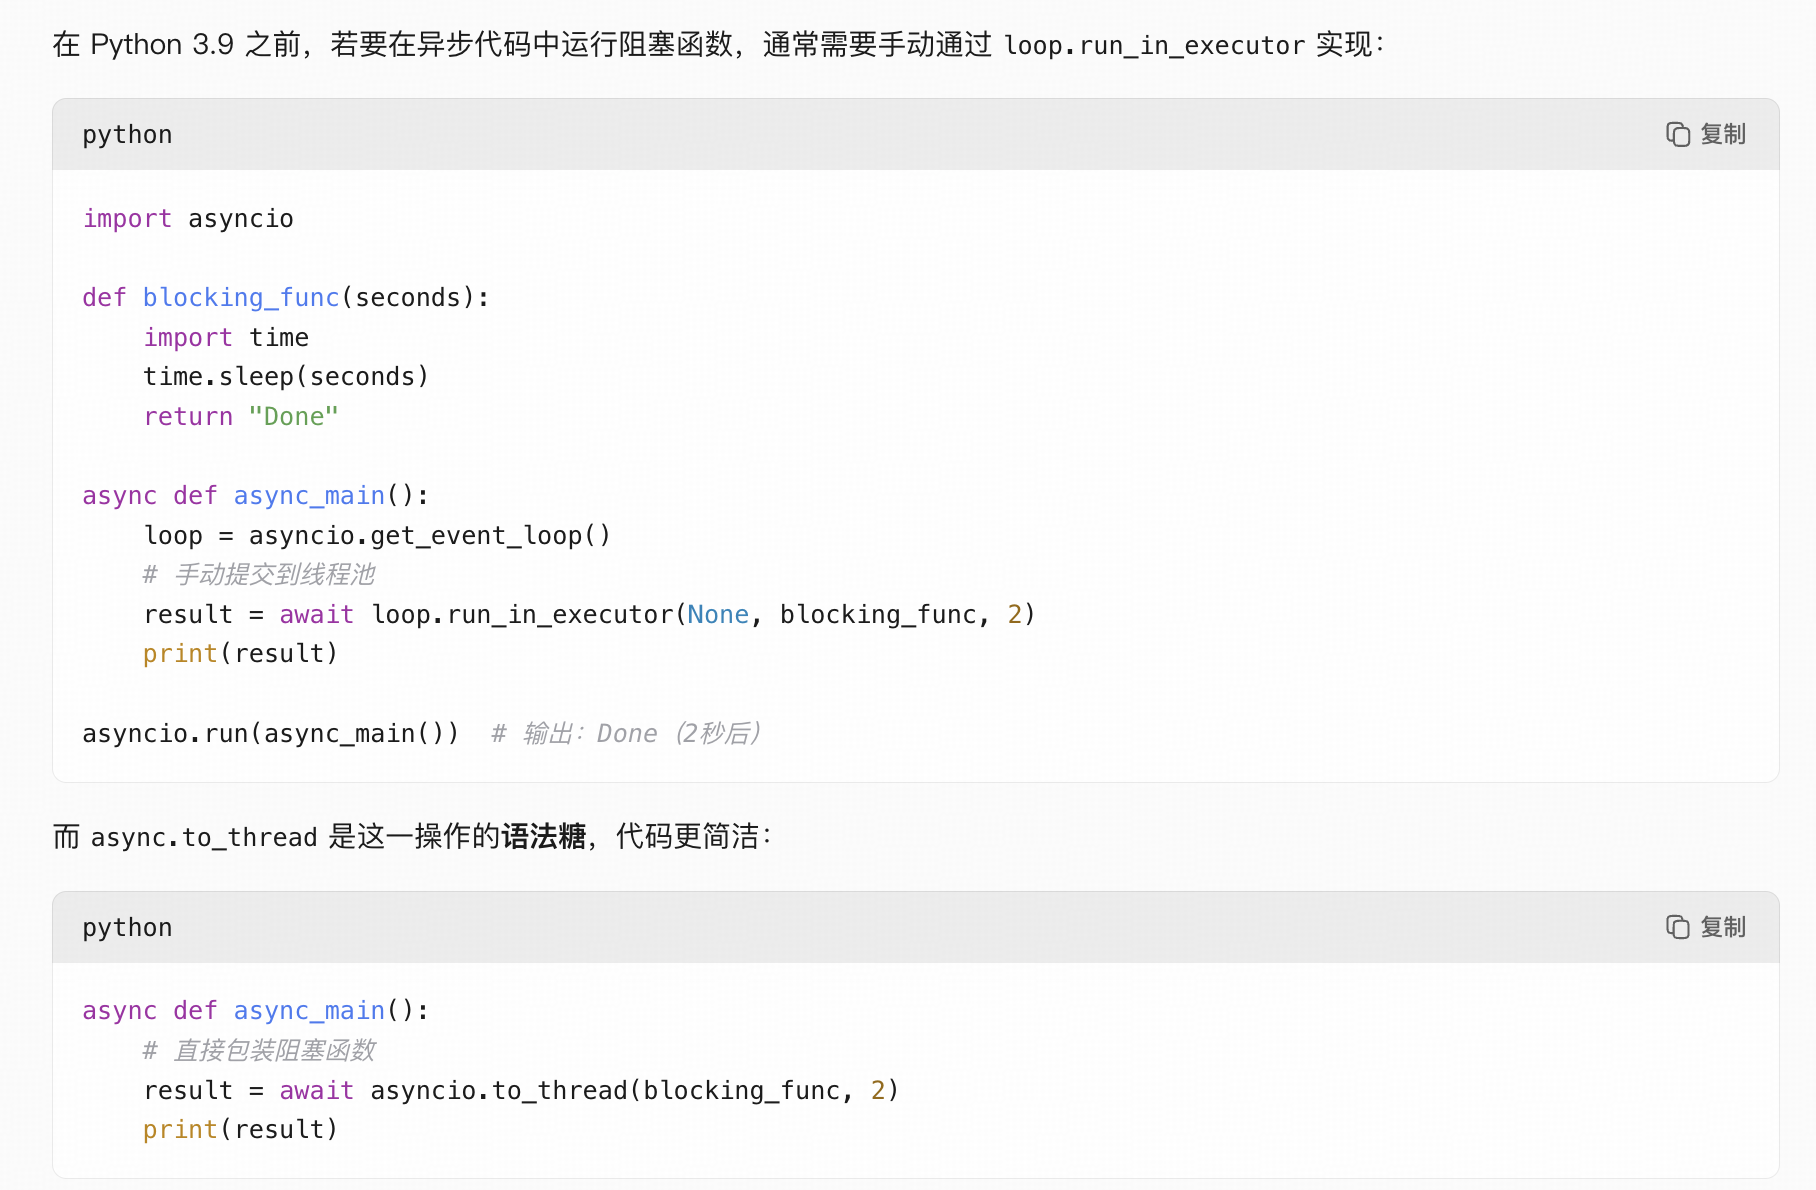 在 Python 3.9 之前，若要在异步代码中运行阻塞函数，通常需要手动通过 loop.run_in_executor 实现：
python
复制
import asyncio
def blocking_func(seconds):
    import time
    time.sleep(seconds)
    return "Done"
async def async_main():
    loop = asyncio.get_event_loop()
    # 手动提交到线程池
    result = await loop.run_in_executor(None, blocking_func, 2)
    print(result)
asyncio.run(async_main())  # 输出：Done（2秒后）
而 async.to_thread 是这一操作的语法糖，代码更简洁：
python
复制
async def async_main():
    # 直接包装阻塞函数
    result = await asyncio.to_thread(blocking_func, 2)
    print(result)